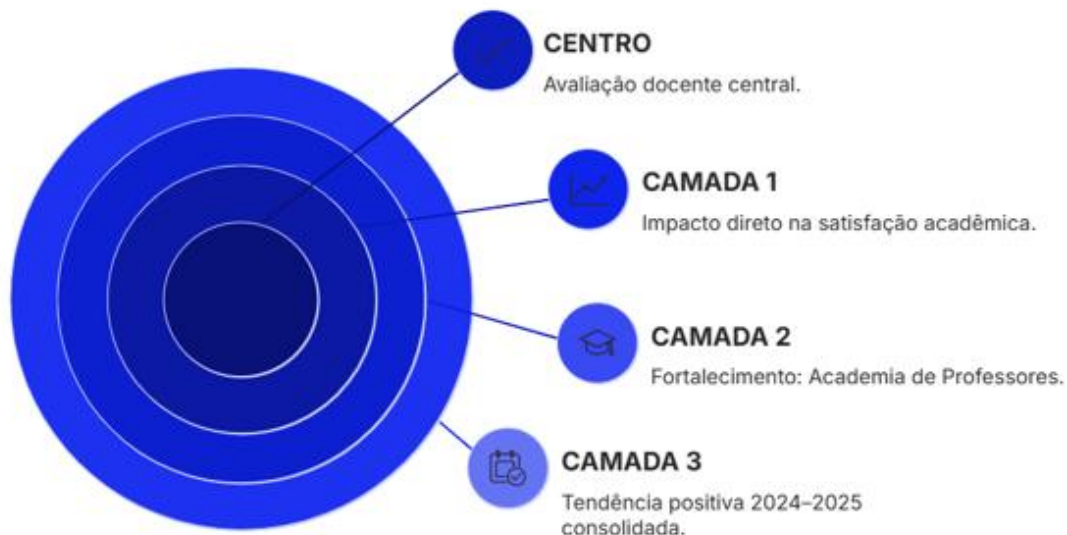 CENTRO
Avaliação docente central.
CAMADA 1
Impacto direto na satisfação acadêmica.
CAMADA 2
Fortalecimento: Academia de Professores.
CAMADA 3
Tendência positiva 2024–2025
consolidada.